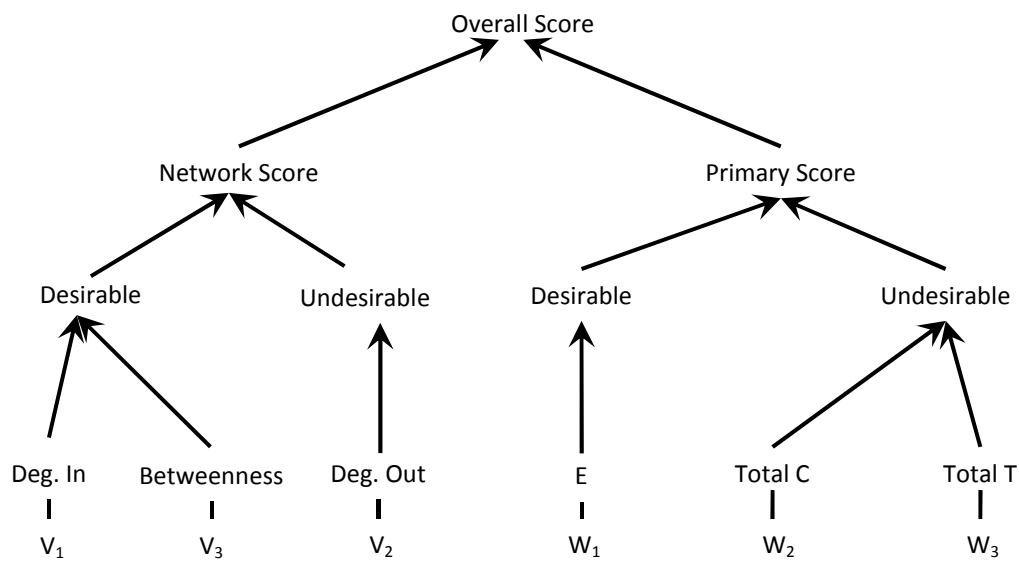 Overall Score
Network Score
Primary Score
Desirable
Undesirable
Desirable
Undesirable
Deg. In
Betweenness
Deg. Out
E
Total C
Total T
V₁
V₃
V₂
W₁
W₂
W₃